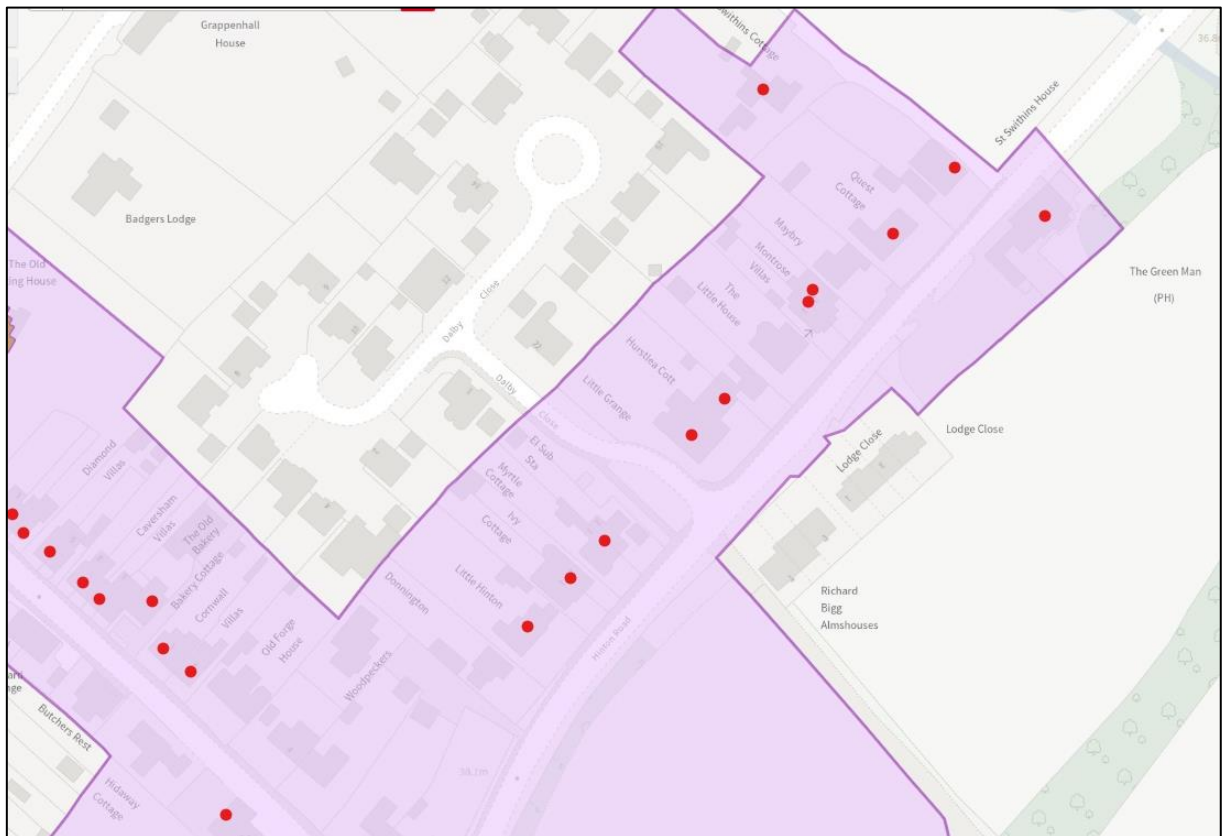 Grappenhall
House
Swithins Cottage
36.8
St Swithins House
Badgers Lodge
Quest
Cottage
Maybry
Montrose
Villas
The Green Man
(PH)
The Old
ing House
The
Little House
Dalby
Close
22
Hurstlea Cott
Dalby
Close
Little Grange
Lodge Close
Lodge Close
El Sub
Sta
Myrtle
Cottage
Ivy
Cottage
Diamond
Villas
Caversham
Villas
The Old
Bakery
Bakery Cottage
Cornwall
Villas
Little Hinton
Donnington
Richard
Bigg
Almshouses
Old Forge
House
Woodpeckers
Hinton Road
Butchers Rest
Hidaway
Cottage